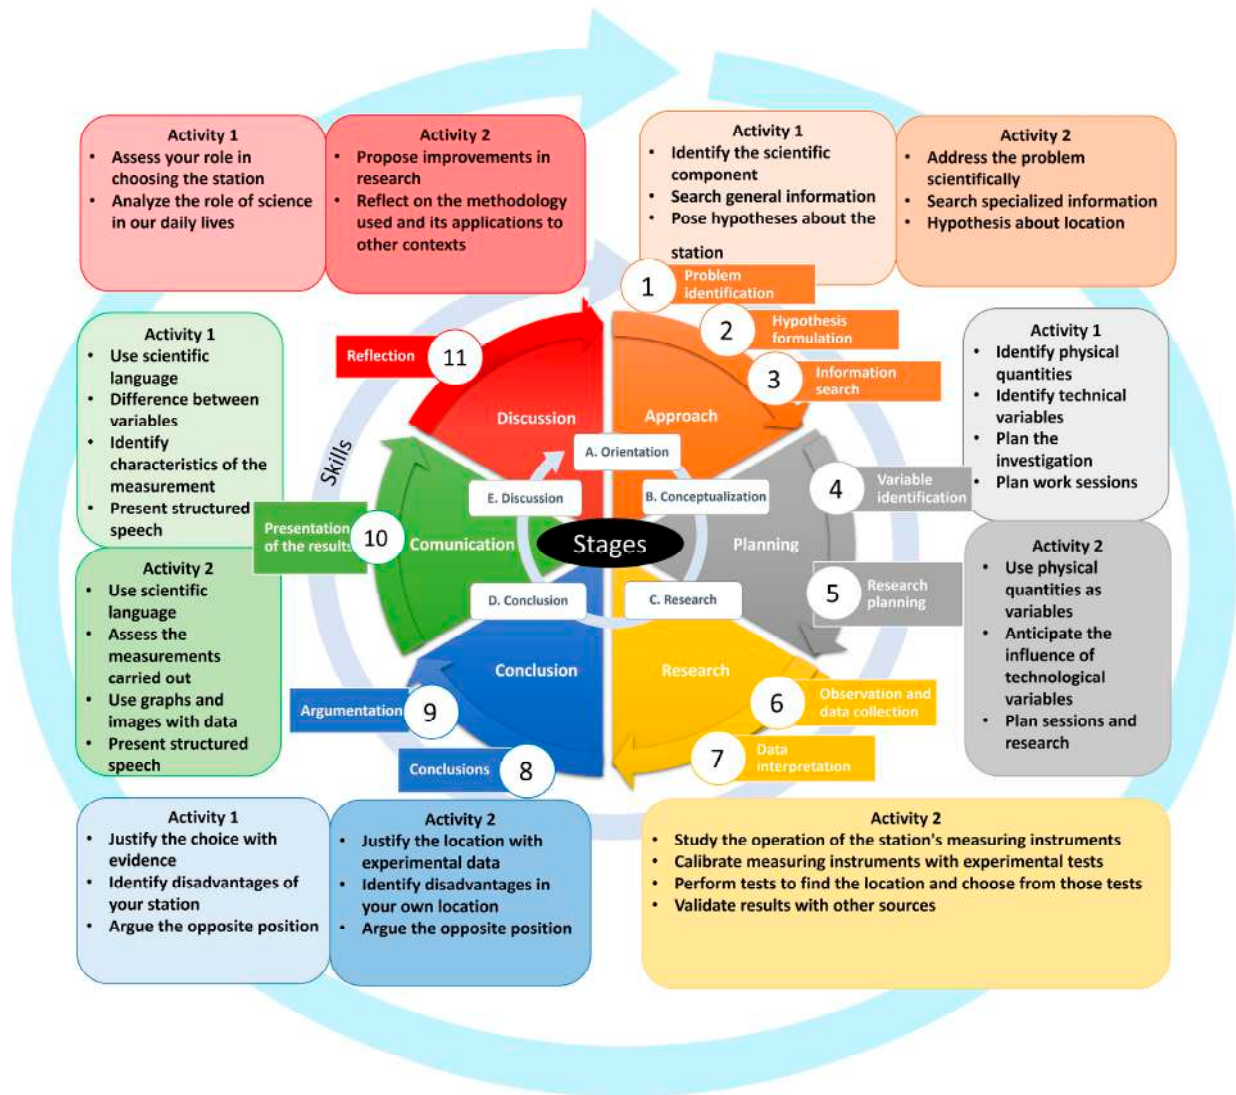 Activity 1
• Assess your role in
choosing the station
• Analyze the role of science
in our daily lives
Activity 2
• Propose improvements in
research
• Reflect on the methodology
used and its applications to
other contexts
Activity 1
• Identify the scientific
component
• Search general information
• Pose hypotheses about the
station
Activity 2
• Address the problem
scientifically
• Search specialized information
• Hypothesis about location
1
Problem
identification
2
Hypothesis
formulation
3
Information
search
Reflection
11
Discussion
Approach
Activity 1
• Use scientific
language
• Difference between
variables
• Identify
characteristics of the
measurement
• Present structured
speech
Activity 1
• Identify physical
quantities
• Identify technical
variables
• Plan the
investigation
• Plan work sessions
Skills
A. Orientation
E. Discussion
B. Conceptualization
4
Variable
identification
Presentation
of the results
10
Comunication
Stages
Planning
D. Conclusion
C. Research
5
Research
planning
Activity 2
• Use scientific
language
• Assess the
measurements
carried out
• Use graphs and
images with data
• Present structured
speech
Activity 2
• Use physical
quantities as
variables
• Anticipate the
influence of
technological
variables
• Plan sessions and
research
Conclusion
Research
Argumentation
9
6
Observation and
data collection
Conclusions
8
7
Data
interpretation
Activity 1
• Justify the choice with
evidence
• Identify disadvantages of
your station
• Argue the opposite position
Activity 2
• Justify the location with
experimental data
• Identify disadvantages in
your own location
• Argue the opposite position
Activity 2
• Study the operation of the station's measuring instruments
• Calibrate measuring instruments with experimental tests
• Perform tests to find the location and choose from those tests
• Validate results with other sources